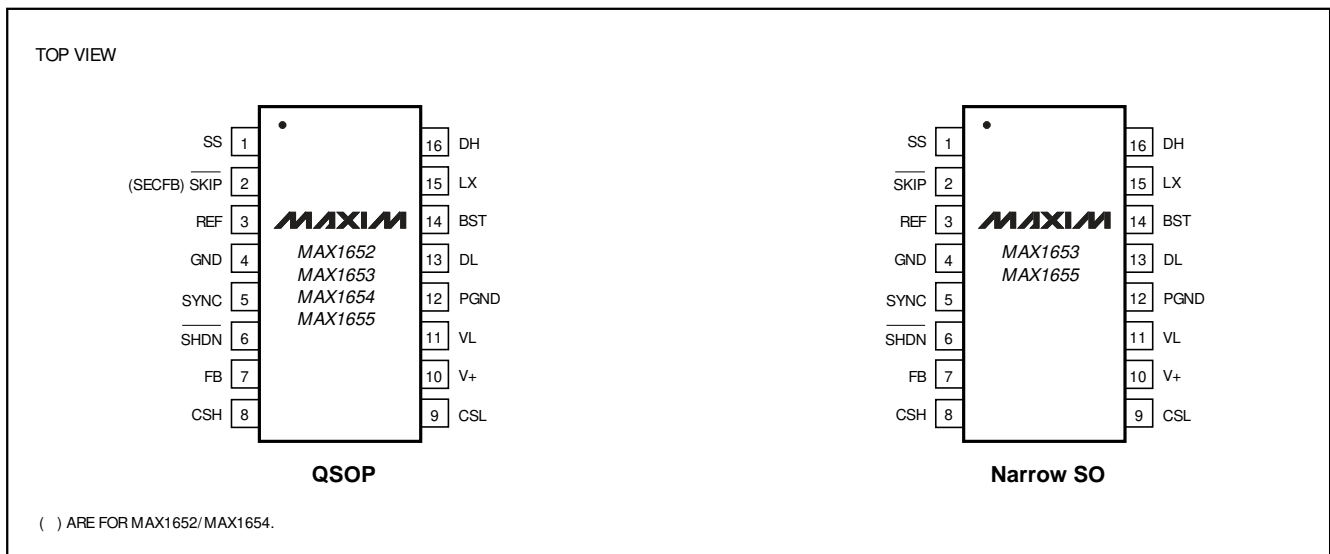 TOP VIEW
SS 1
(SECFB) SKIP 2
REF 3
GND 4
SYNC 5
SHDN 6
FB 7
CSH 8
MAXIM
MAX1652
MAX1653
MAX1654
MAX1655
16 DH
15 LX
14 BST
13 DL
12 PGND
11 VL
10 V+
9 CSL
QSOP
SS 1
SKIP 2
REF 3
GND 4
SYNC 5
SHDN 6
FB 7
CSH 8
MAXIM
MAX1653
MAX1655
16 DH
15 LX
14 BST
13 DL
12 PGND
11 VL
10 V+
9 CSL
Narrow SO
( ) ARE FOR MAX1652/MAX1654.